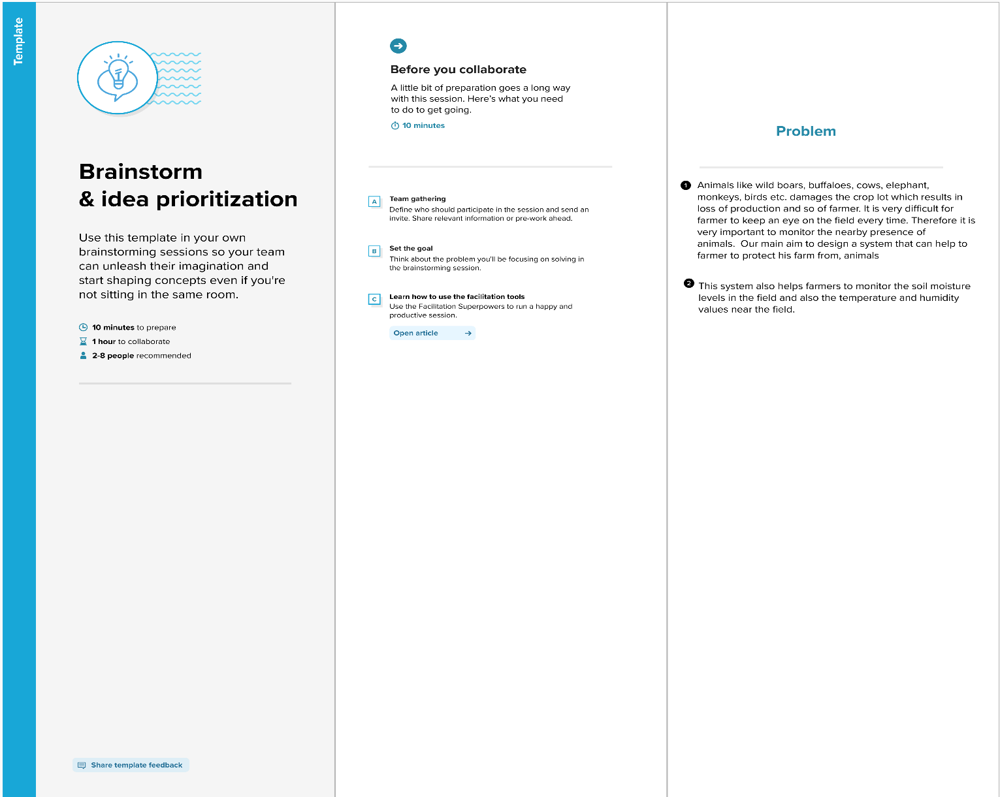 Template
Brainstorm
& idea prioritization
Use this template in your own
brainstorming sessions so your team
can unleash their imagination and
start shaping concepts even if you're
not sitting in the same room.
10 minutes to prepare
1 hour to collaborate
2-8 people recommended
Share template feedback
Before you collaborate
A little bit of preparation goes a long way
with this session. Here's what you need
to do to get going.
10 minutes
A
Team gathering
Define who should participate in the session and send an
invite. Share relevant information or pre-work ahead.
B
Set the goal
Think about the problem you'll be focusing on solving in
the brainstorming session.
C
Learn how to use the facilitation tools
Use the Facilitation Superpowers to run a happy and
productive session.
Open article
Problem
1
Animals like wild boars, buffaloes, cows, elephant,
monkeys, birds etc. damages the crop lot which results in
loss of production and so of farmer. It is very difficult for
farmer to keep an eye on the field every time. Therefore it is
very important to monitor the nearby presence of
animals.  Our main aim to design a system that can help to
farmer to protect his farm from, animals
2
This system also helps farmers to monitor the soil moisture
levels in the field and also the temperature and humidity
values near the field.